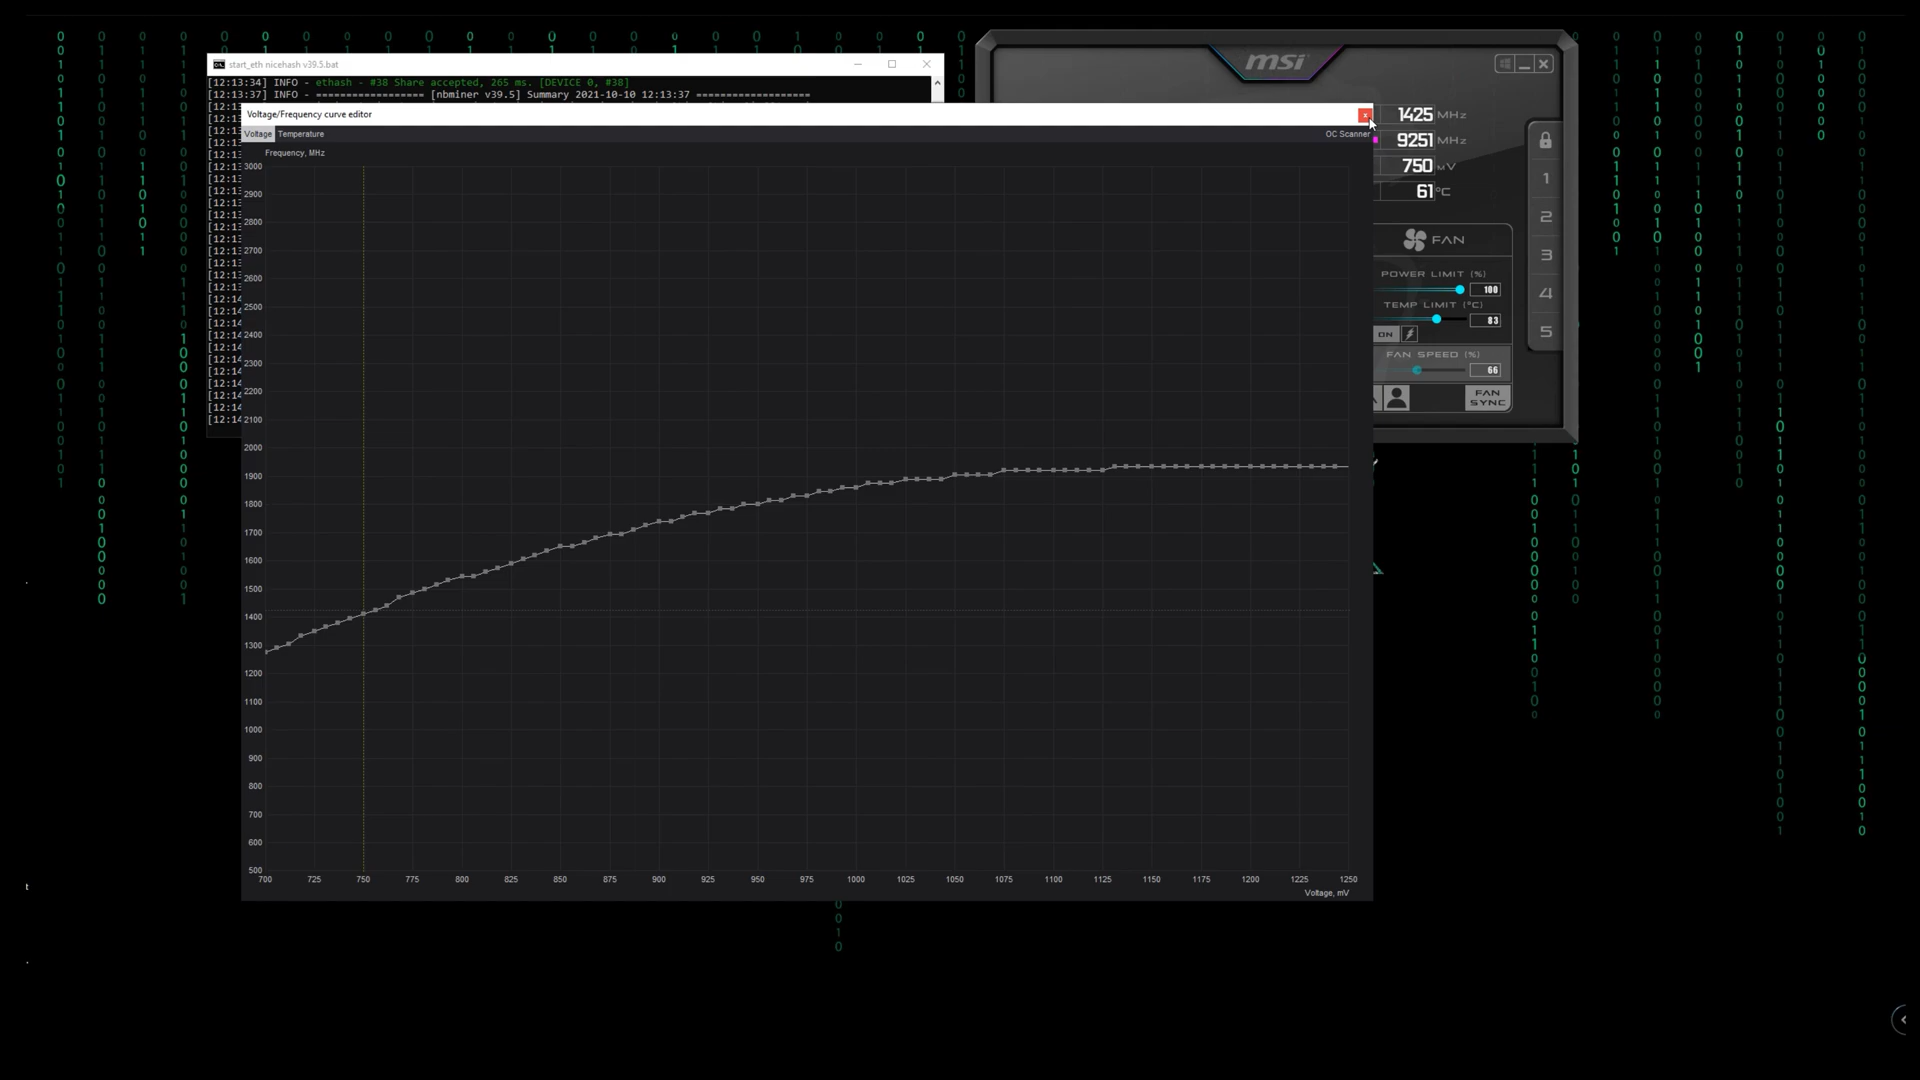 start_eth nicehash v39.5.bat
[12:13:34] INFO - ethash - #38 Share accepted, 265 ms. [DEVICE 0, #38]
[12:13:37] INFO - ================== [nbminer v39.5] Summary 2021-10-10 12:13:37 ===================
Voltage/Frequency curve editor
Voltage Temperature
OC Scanner
Frequency, MHz
3000
2900
2800
2700
2600
2500
2400
2300
2200
2100
2000
1900
1800
1700
1600
1500
1400
1300
1200
1100
1000
900
800
700
600
500
700 725 750 775 800 825 850 875 900 925 950 975 1000 1025 1050 1075 1100 1125 1150 1175 1200 1225 1250
Voltage, mV
msi
1425 MHz
9251 MHz
750 MV
61 °C
FAN
POWER LIMIT (%)
100
TEMP LIMIT (°C)
83
ON
FAN SPEED (%)
66
FAN SYNC
1
2
3
4
5